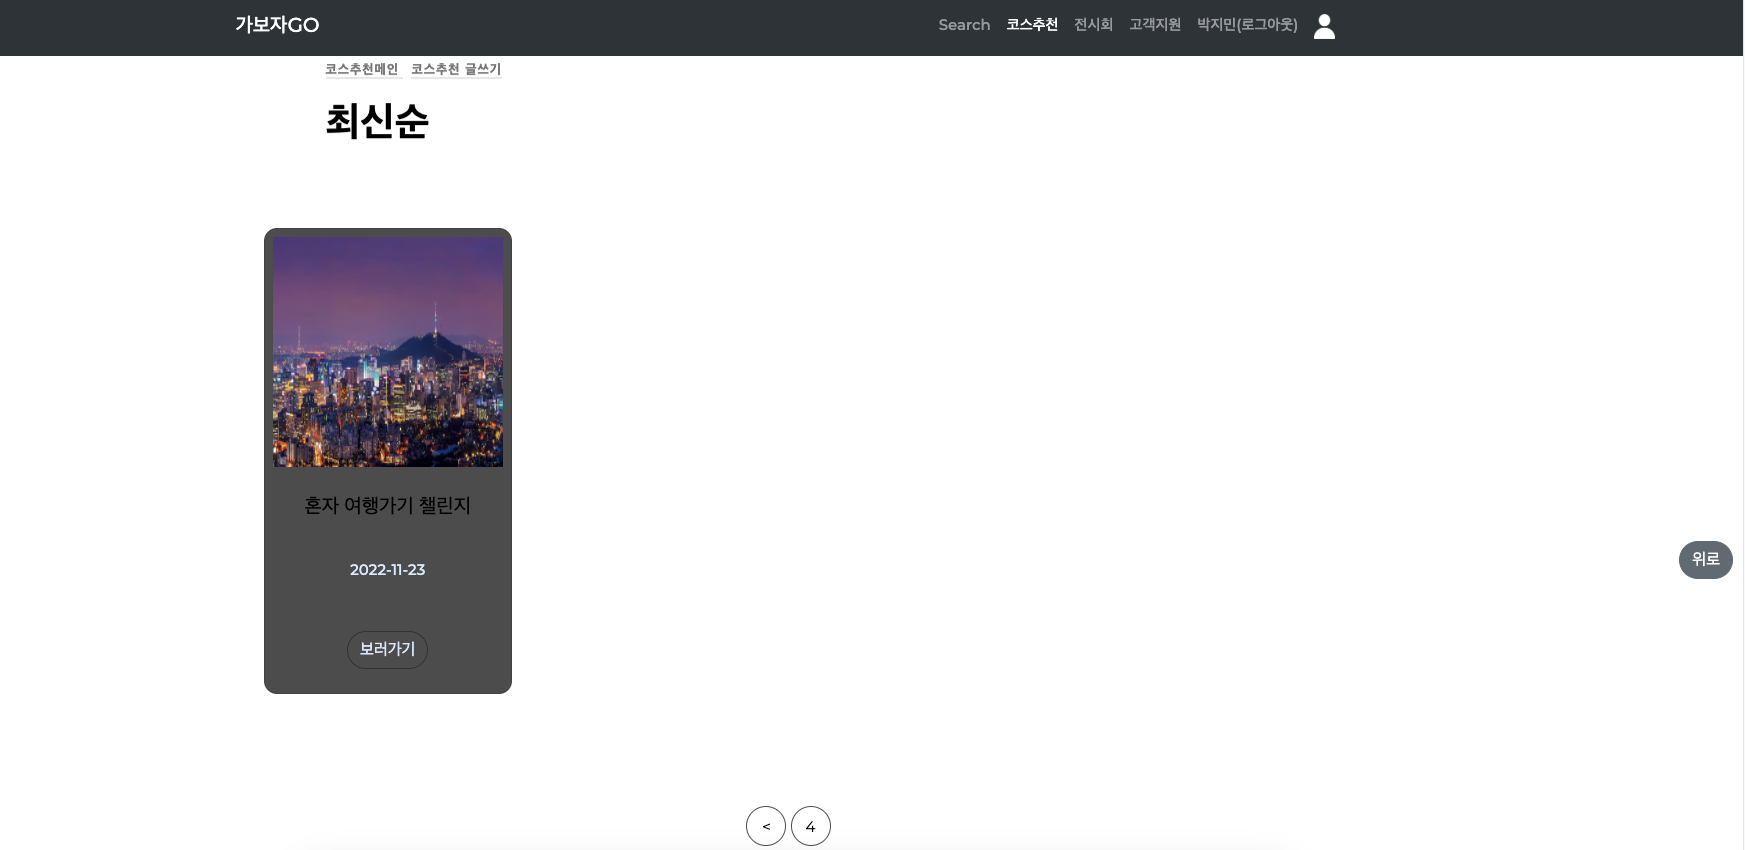 가보자GO
Search 코스추천 전시회 고객지원 박지민(로그아웃)
코스추천메인 코스추천 글쓰기
최신순
혼자 여행가기 챌린지
2022-11-23
위로
보러가기
< 4